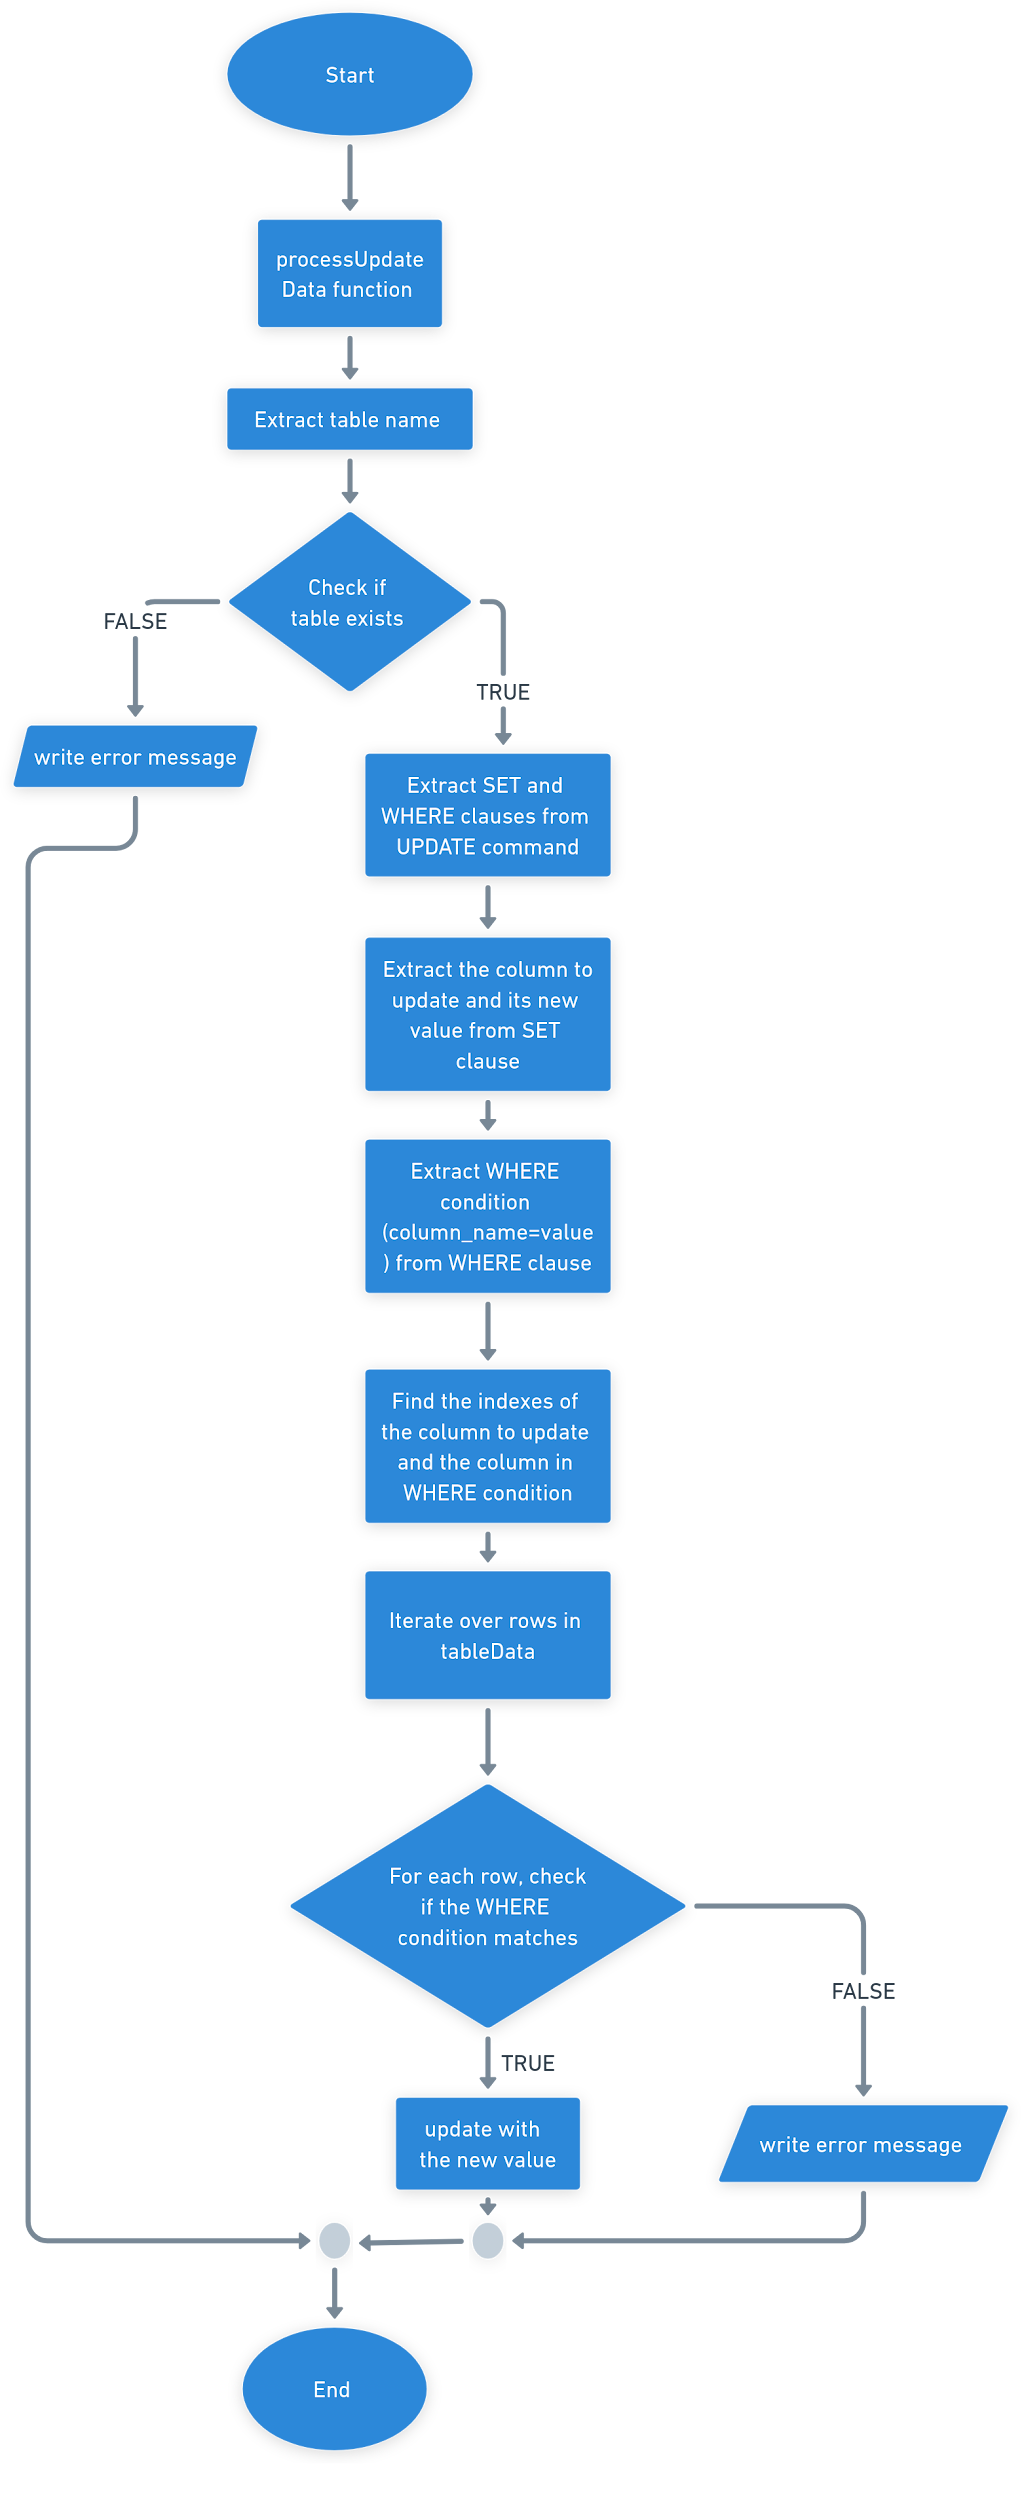 Start
processUpdate
Data function
Extract table name
Check if
table exists
FALSE
TRUE
write error message
Extract SET and
WHERE clauses from
UPDATE command
Extract the column to
update and its new
value from SET
clause
Extract WHERE
condition
(column_name=value
) from WHERE clause
Find the indexes of
the column to update
and the column in
WHERE condition
Iterate over rows in
tableData
For each row, check
if the WHERE
condition matches
FALSE
TRUE
update with
the new value
write error message
End